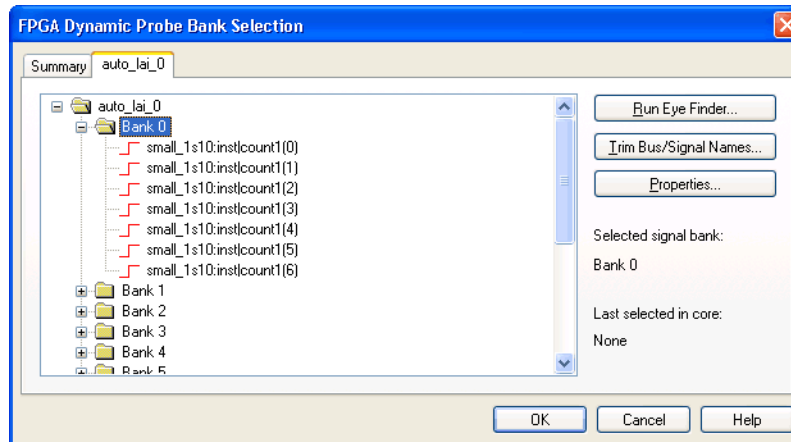 FPGA Dynamic Probe Bank Selection
Summary auto_lai_0
auto_lai_0
Bank 0
small_1s10:inst|count1(0)
small_1s10:inst|count1(1)
small_1s10:inst|count1(2)
small_1s10:inst|count1(3)
small_1s10:inst|count1(4)
small_1s10:inst|count1(5)
small_1s10:inst|count1(6)
Bank 1
Bank 2
Bank 3
Bank 4
Bank 5
Run Eye Finder...
Trim Bus/Signal Names...
Properties...
Selected signal bank:
Bank 0
Last selected in core:
None
OK Cancel Help